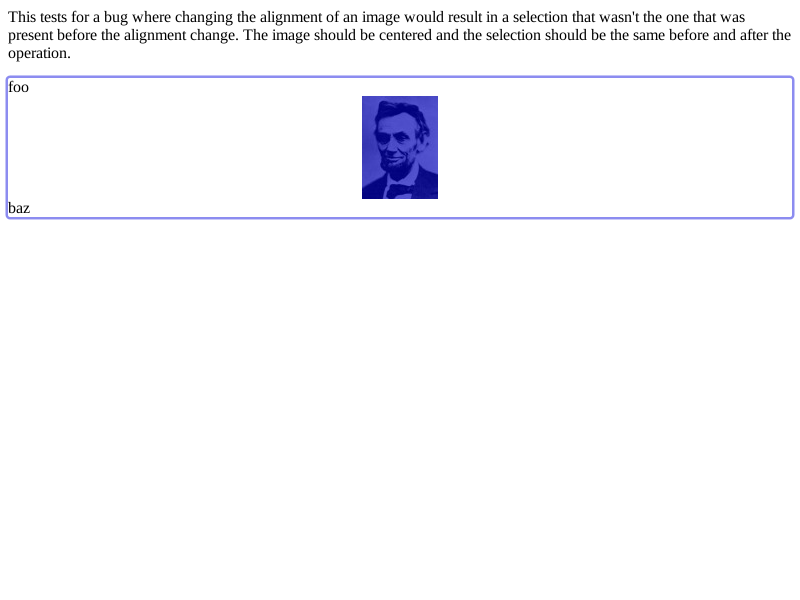 This tests for a bug where changing the alignment of an image would result in a selection that wasn't the one that was
present before the alignment change. The image should be centered and the selection should be the same before and after the
operation.
foo
baz